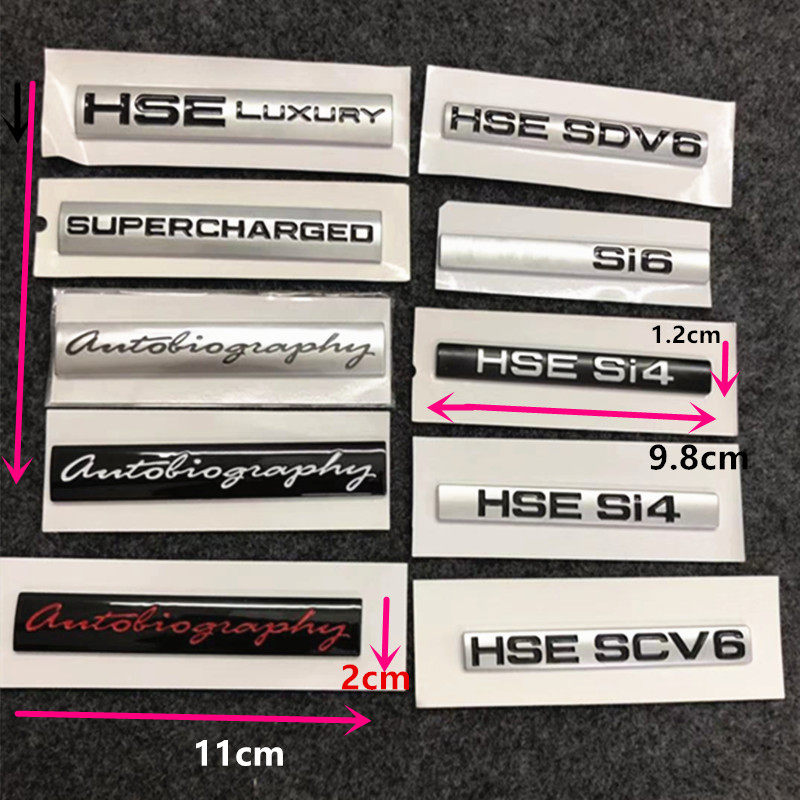 HSE LUXURY
SUPERCHARGED
Autobiography
Autobiography
Autobiography
2cm
11cm
HSE SDV6
Si6
1.2cm
HSE Si4
9.8cm
HSE Si4
HSE SCV6